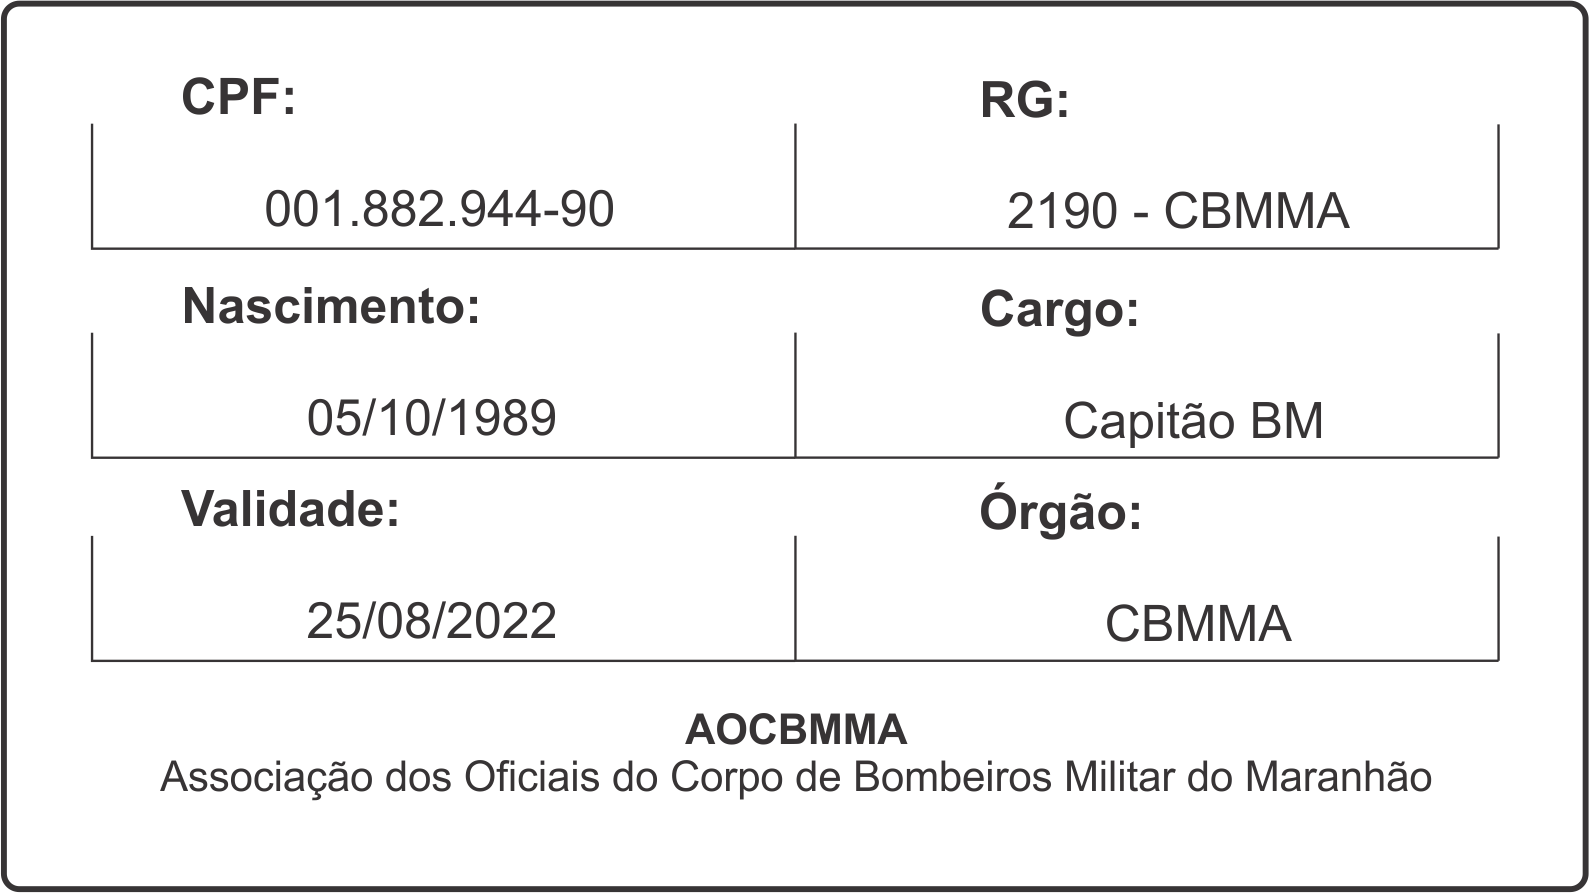 CPF: RG:
001.882.944-90 2190 - CBMMA
Nascimento: Cargo:
05/10/1989 Capitão BM
Validade: Órgão:
25/08/2022 CBMMA
AOCBMMA
Associação dos Oficiais do Corpo de Bombeiros Militar do Maranhão